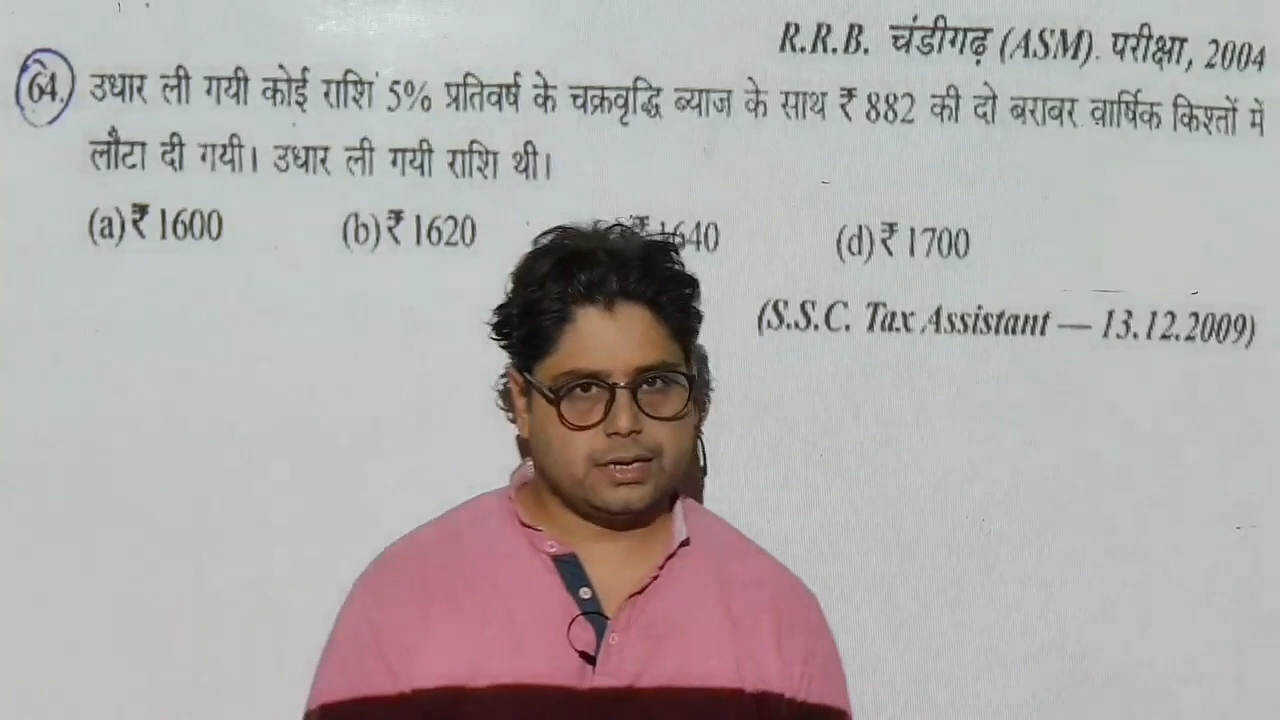 R.R.B. चंडीगढ़ (ASM). परीक्षा, 2004
64. उधार ली गयी कोई राशि 5% प्रतिवर्ष के चक्रवृद्धि ब्याज के साथ ₹ 882 की दो बराबर वार्षिक किश्तों में
लौटा दी गयी। उधार ली गयी राशि थी।
(a) ₹ 1600 (b) ₹ 1620 ₹ 1640 (d) ₹ 1700
(S.S.C. Tax Assistant — 13.12.2009)